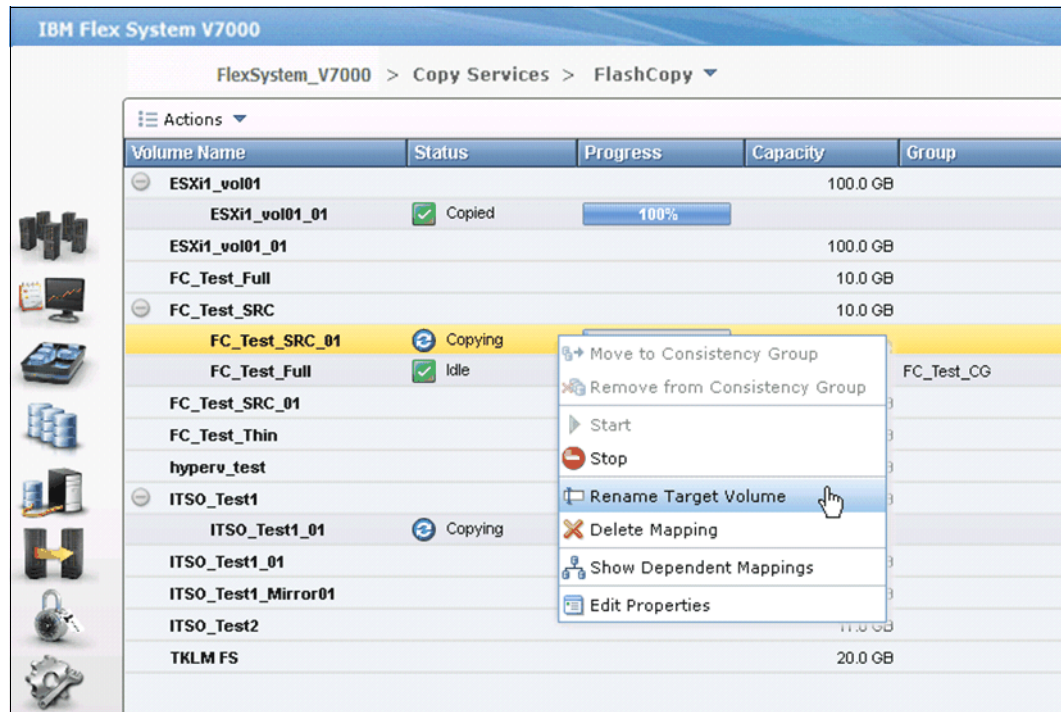 IBM Flex System V7000
FlexSystem_V7000 > Copy Services > FlashCopy
Actions
Volume Name Status Progress Capacity Group
ESXi1_vol01 100.0 GB
ESXi1_vol01_01 Copied 100%
ESXi1_vol01_01 100.0 GB
FC_Test_Full 10.0 GB
FC_Test_SRC 10.0 GB
FC_Test_SRC_01 Copying
Move to Consistency Group
FC_Test_Full Idle FC_Test_CG
Remove from Consistency Group
FC_Test_SRC_01
Start
FC_Test_Thin
Stop
hyperv_test
ITSO_Test1
Rename Target Volume
ITSO_Test1_01 Copying
Delete Mapping
ITSO_Test1_01
Show Dependent Mappings
ITSO_Test1_Mirror01
Edit Properties
ITSO_Test2 11.0 GB
TKLM FS 20.0 GB